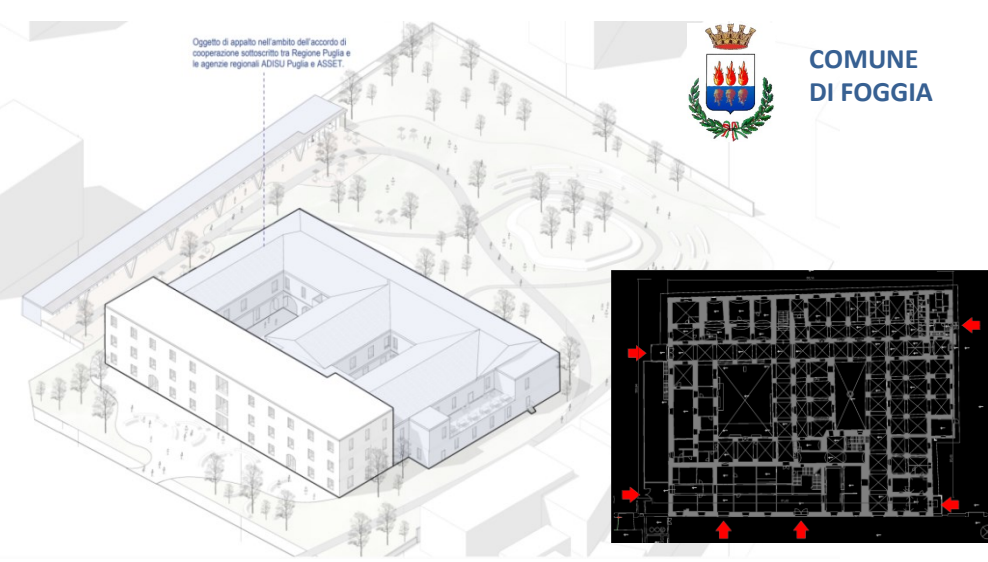 Oggetto di appalto nell'ambito dell'accordo di
cooperazione sottoscritto tra Regione Puglia e
le agenzie regionali ADISU Puglia e ASSET.
COMUNE
DI FOGGIA